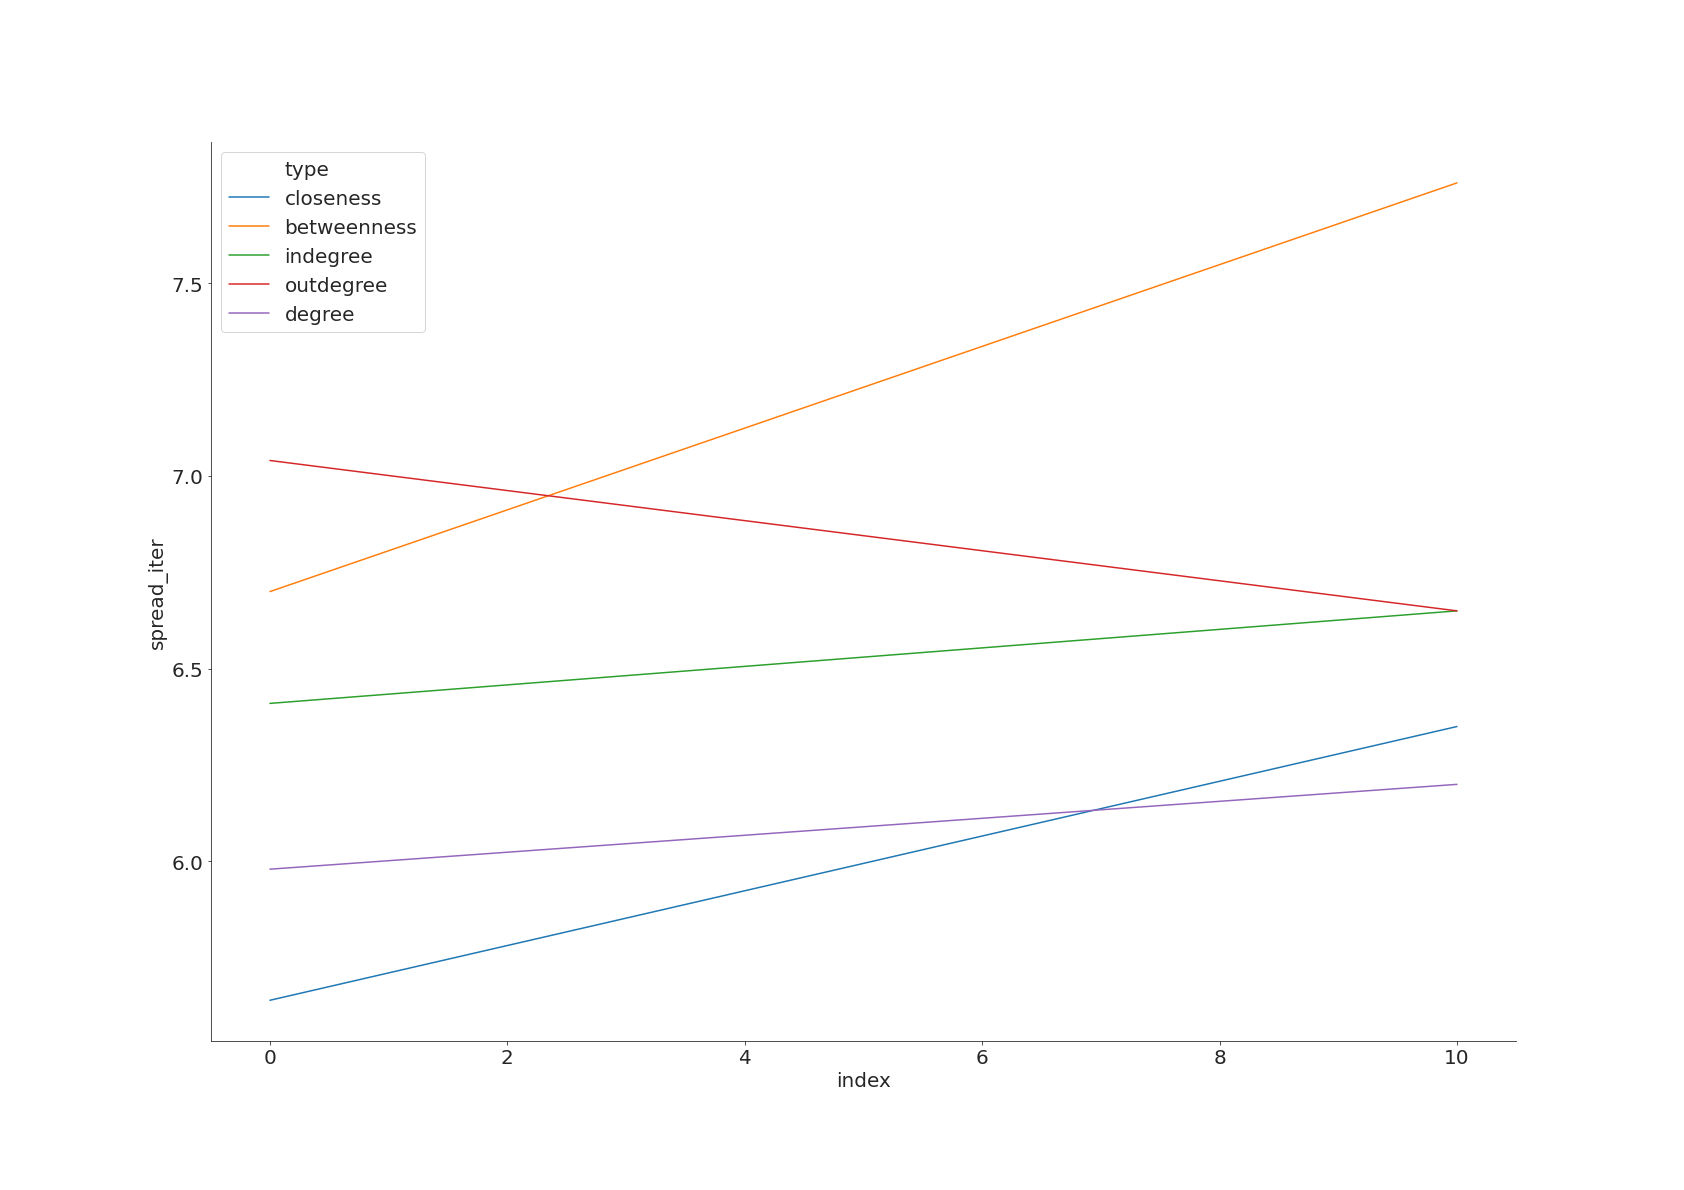 type
closeness
betweenness
indegree
outdegree
degree
7.5
7.0
6.5
6.0
spread_iter
0 2 4 6 8 10
index